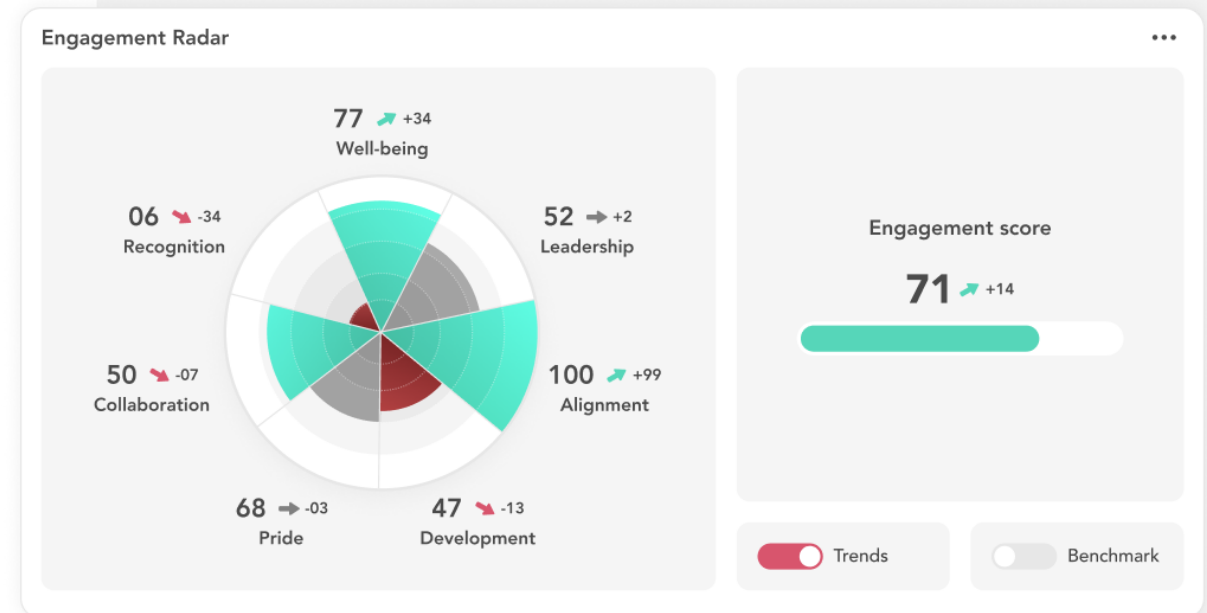 Engagement Radar
77 +34
Well-being
06 -34
Recognition
52 +2
Leadership
50 -07
Collaboration
100 +99
Alignment
68 -03
Pride
47 -13
Development
Engagement score
71 +14
Trends
Benchmark